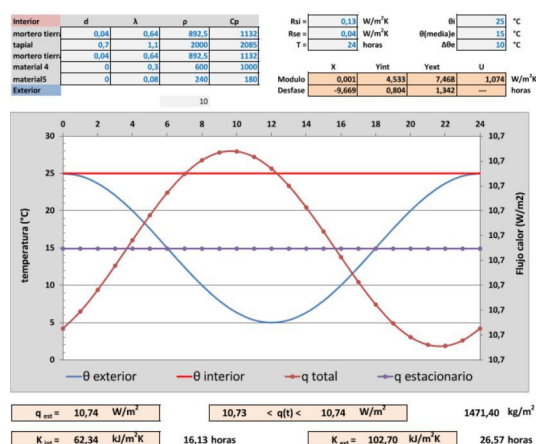 Interior d λ ρ Cp
mortero tierra 0,04 0,64 892,5 1132
tapial 0,7 1,1 2000 2085
mortero tierra 0,04 0,64 892,5 1132
material 4 0 0,3 600 1000
material5 0 0,08 240 180
Exterior
10
Rsi = 0,13 W/m²K
Rse = 0,04 W/m²K
T = 24 horas
θi 25 °C
θ(media)e 15 °C
Δθe 10 °C
X Yint Yext U
Modulo 0,001 4,533 7,468 1,074 W/m²K
Desfase -9,669 0,804 1,342 --- horas
temperatura (°C)
30
25
20
15
10
5
0
0 2 4 6 8 10 12 14 16 18 20 22 24
10,7
10,7
10,7
10,7
10,7
10,7
10,7
10,7
10,7
10,7
Flujo calor (W/m2)
θ exterior θ interior q total q estacionario
q est = 10,74 W/m² 10,73 < q(t) < 10,74 W/m² 1471,40 kg/m²
K int = 62,34 kJ/m²K 16,13 horas K ext = 102,70 kJ/m²K 26,57 horas